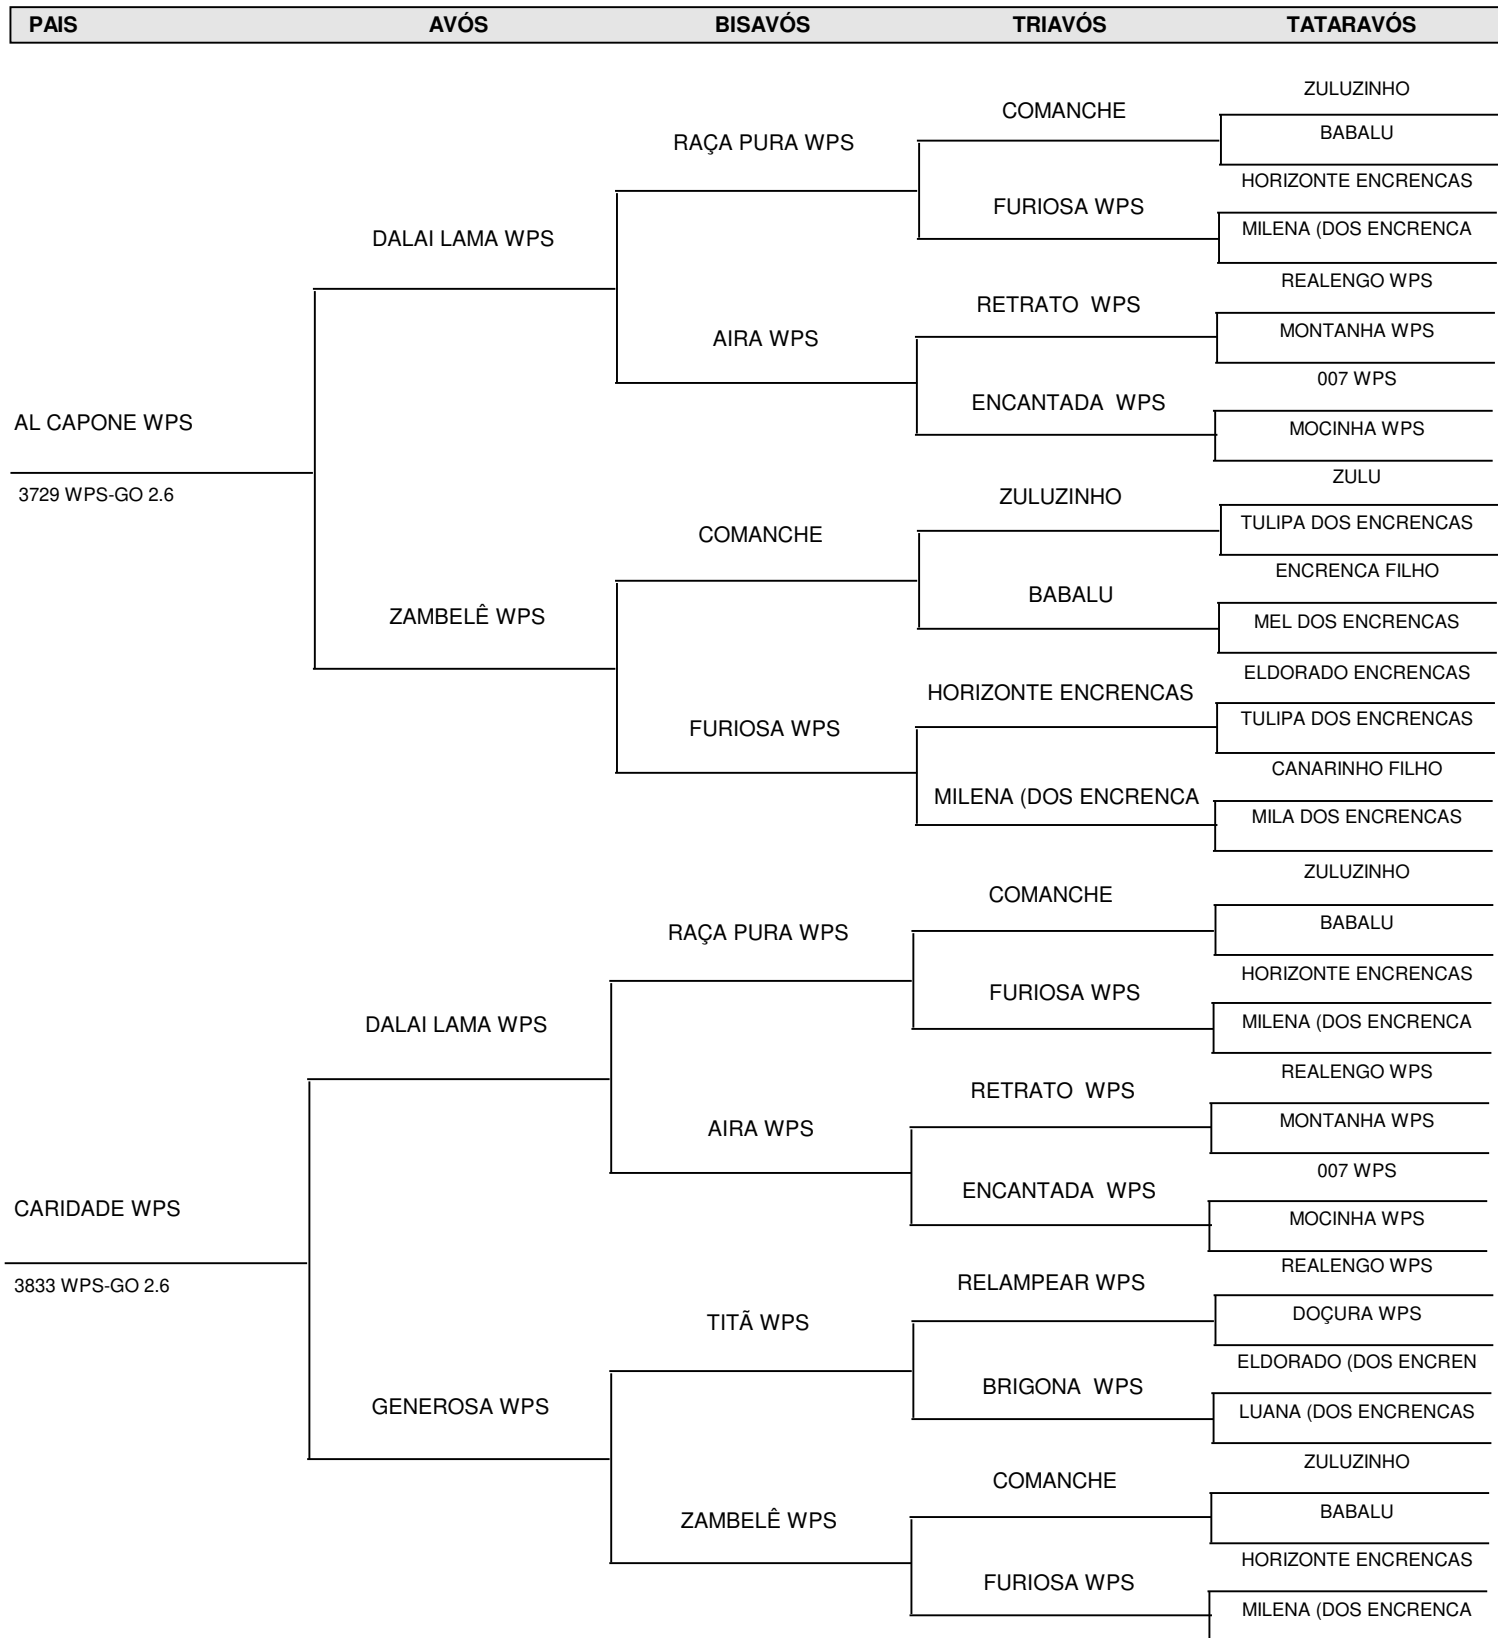 PAIS AVÓS BISAVÓS TRIAVÓS TATARAVÓS
ZULUZINHO
COMANCHE
BABALU
RAÇA PURA WPS
HORIZONTE ENCRENCAS
FURIOSA WPS
MILENA (DOS ENCRENCA
DALAI LAMA WPS
REALENGO WPS
RETRATO WPS
MONTANHA WPS
AIRA WPS
007 WPS
ENCANTADA WPS
MOCINHA WPS
AL CAPONE WPS
3729 WPS-GO 2.6
ZULU
ZULUZINHO
TULIPA DOS ENCRENCAS
COMANCHE
ENCRENCA FILHO
BABALU
MEL DOS ENCRENCAS
ZAMBELÊ WPS
ELDORADO ENCRENCAS
HORIZONTE ENCRENCAS
TULIPA DOS ENCRENCAS
FURIOSA WPS
CANARINHO FILHO
MILENA (DOS ENCRENCA
MILA DOS ENCRENCAS
ZULUZINHO
COMANCHE
BABALU
RAÇA PURA WPS
HORIZONTE ENCRENCAS
FURIOSA WPS
MILENA (DOS ENCRENCA
DALAI LAMA WPS
REALENGO WPS
RETRATO WPS
MONTANHA WPS
AIRA WPS
007 WPS
ENCANTADA WPS
MOCINHA WPS
CARIDADE WPS
3833 WPS-GO 2.6
REALENGO WPS
RELAMPEAR WPS
DOÇURA WPS
TITÃ WPS
ELDORADO (DOS ENCREN
BRIGONA WPS
LUANA (DOS ENCRENCAS
GENEROSA WPS
ZULUZINHO
COMANCHE
BABALU
ZAMBELÊ WPS
HORIZONTE ENCRENCAS
FURIOSA WPS
MILENA (DOS ENCRENCA